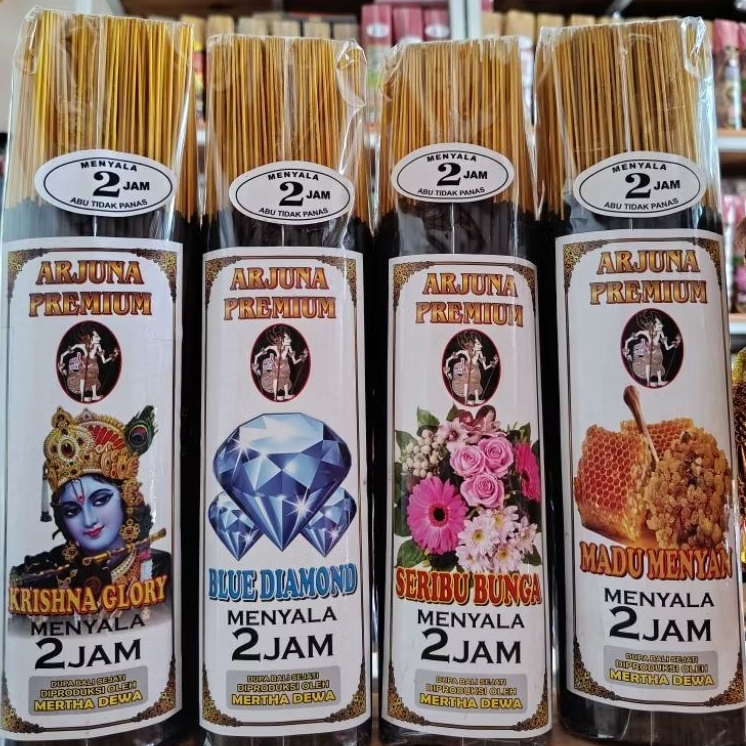 MENYALA
2 JAM
ABU TIDAK PANAS
ARJUNA
PREMIUM
KRISHNA GLORY
MENYALA
2 JAM
DUPA BALI SEJATI
DIPRODUKSI OLEH
MERTHA DEWA
MENYALA
2 JAM
ABU TIDAK PANAS
ARJUNA
PREMIUM
BLUE DIAMOND
MENYALA
2 JAM
DUPA BALI SEJATI
DIPRODUKSI OLEH
MERTHA DEWA
MENYALA
2 JAM
ABU TIDAK PANAS
ARJUNA
PREMIUM
SERIBU BUNGA
MENYALA
2 JAM
DUPA BALI SEJATI
DIPRODUKSI OLEH
MERTHA DEWA
MENYALA
2 JAM
ABU TIDAK PANAS
ARJUNA
PREMIUM
MADU MENYAN
MENYALA
2 JAM
DUPA BALI SEJATI
DIPRODUKSI OLEH
MERTHA DEWA